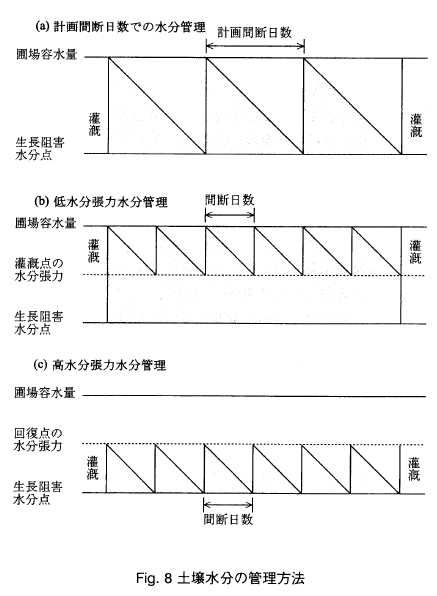 (a) 計画間断日数での水分管理
計画間断日数
圃場容水量
灌漑
灌漑
生長阻害
水分点
(b) 低水分張力水分管理
間断日数
圃場容水量
灌漑
灌漑
灌漑点の
水分張力
生長阻害
水分点
(c) 高水分張力水分管理
圃場容水量
回復点の
水分張力
灌漑
灌漑
生長阻害
水分点
間断日数
Fig. 8 土壌水分の管理方法